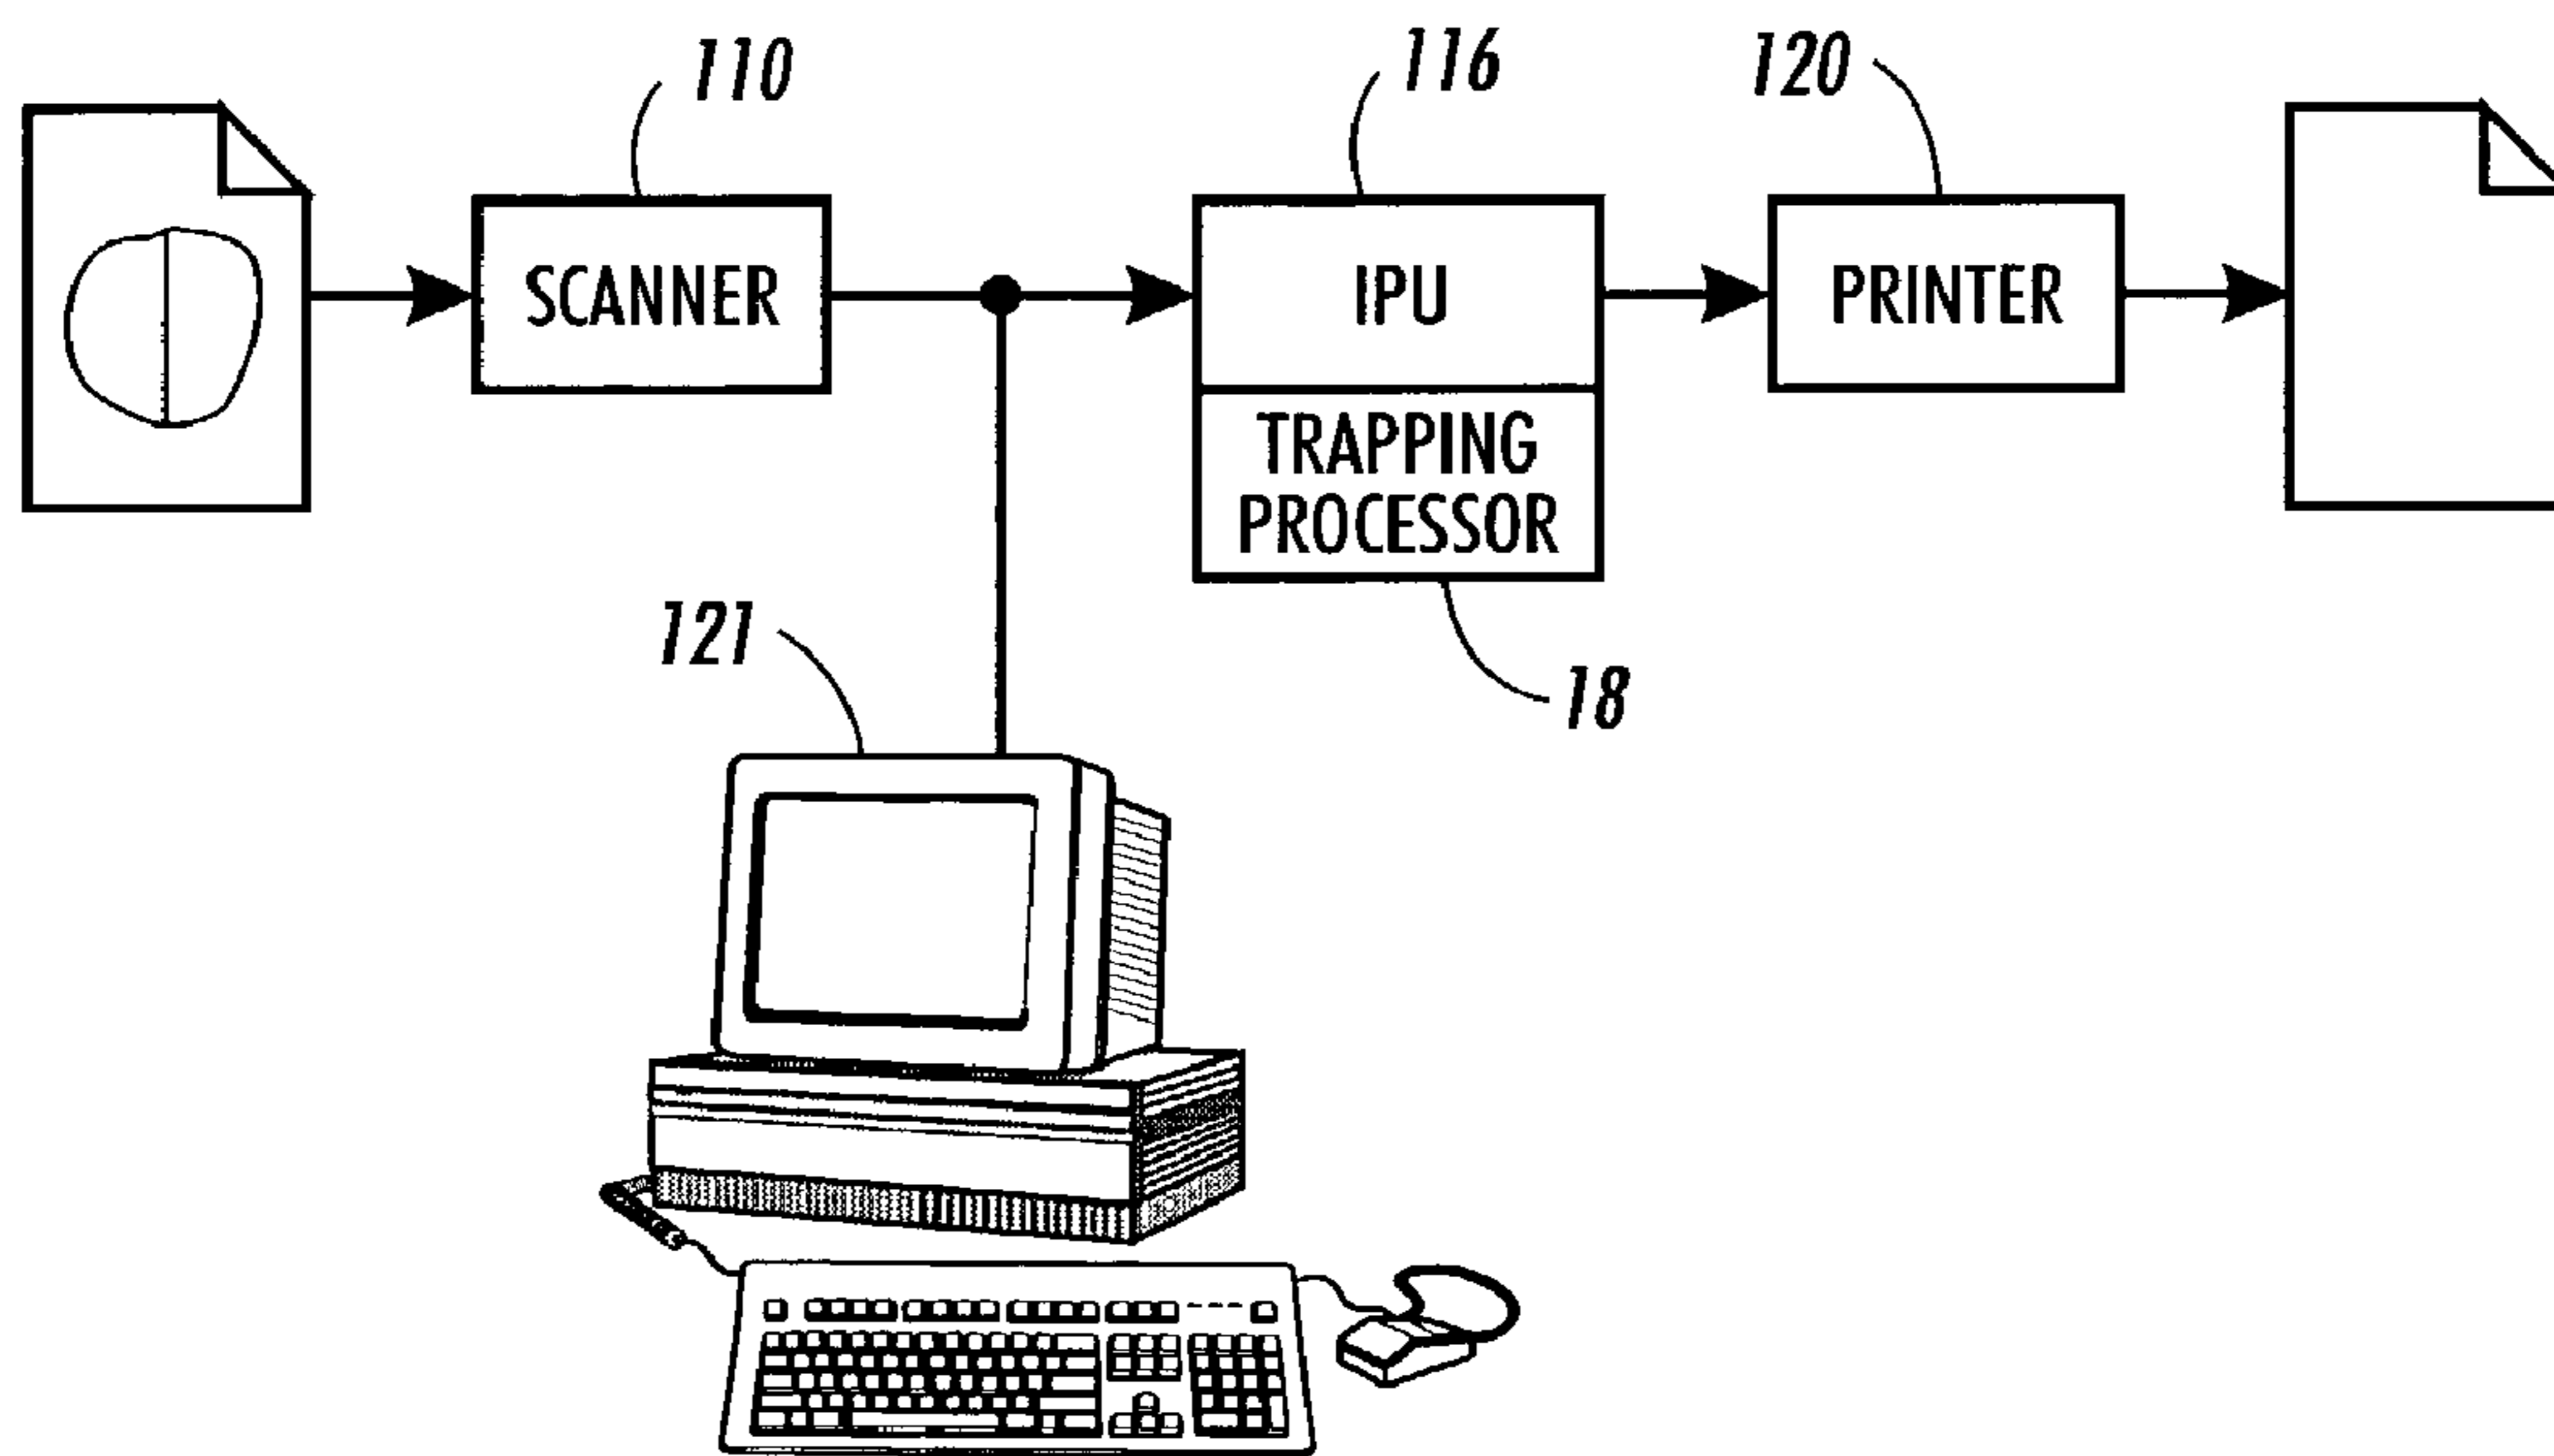 110
116
120
SCANNER
IPU
PRINTER
TRAPPING
PROCESSOR
121
18